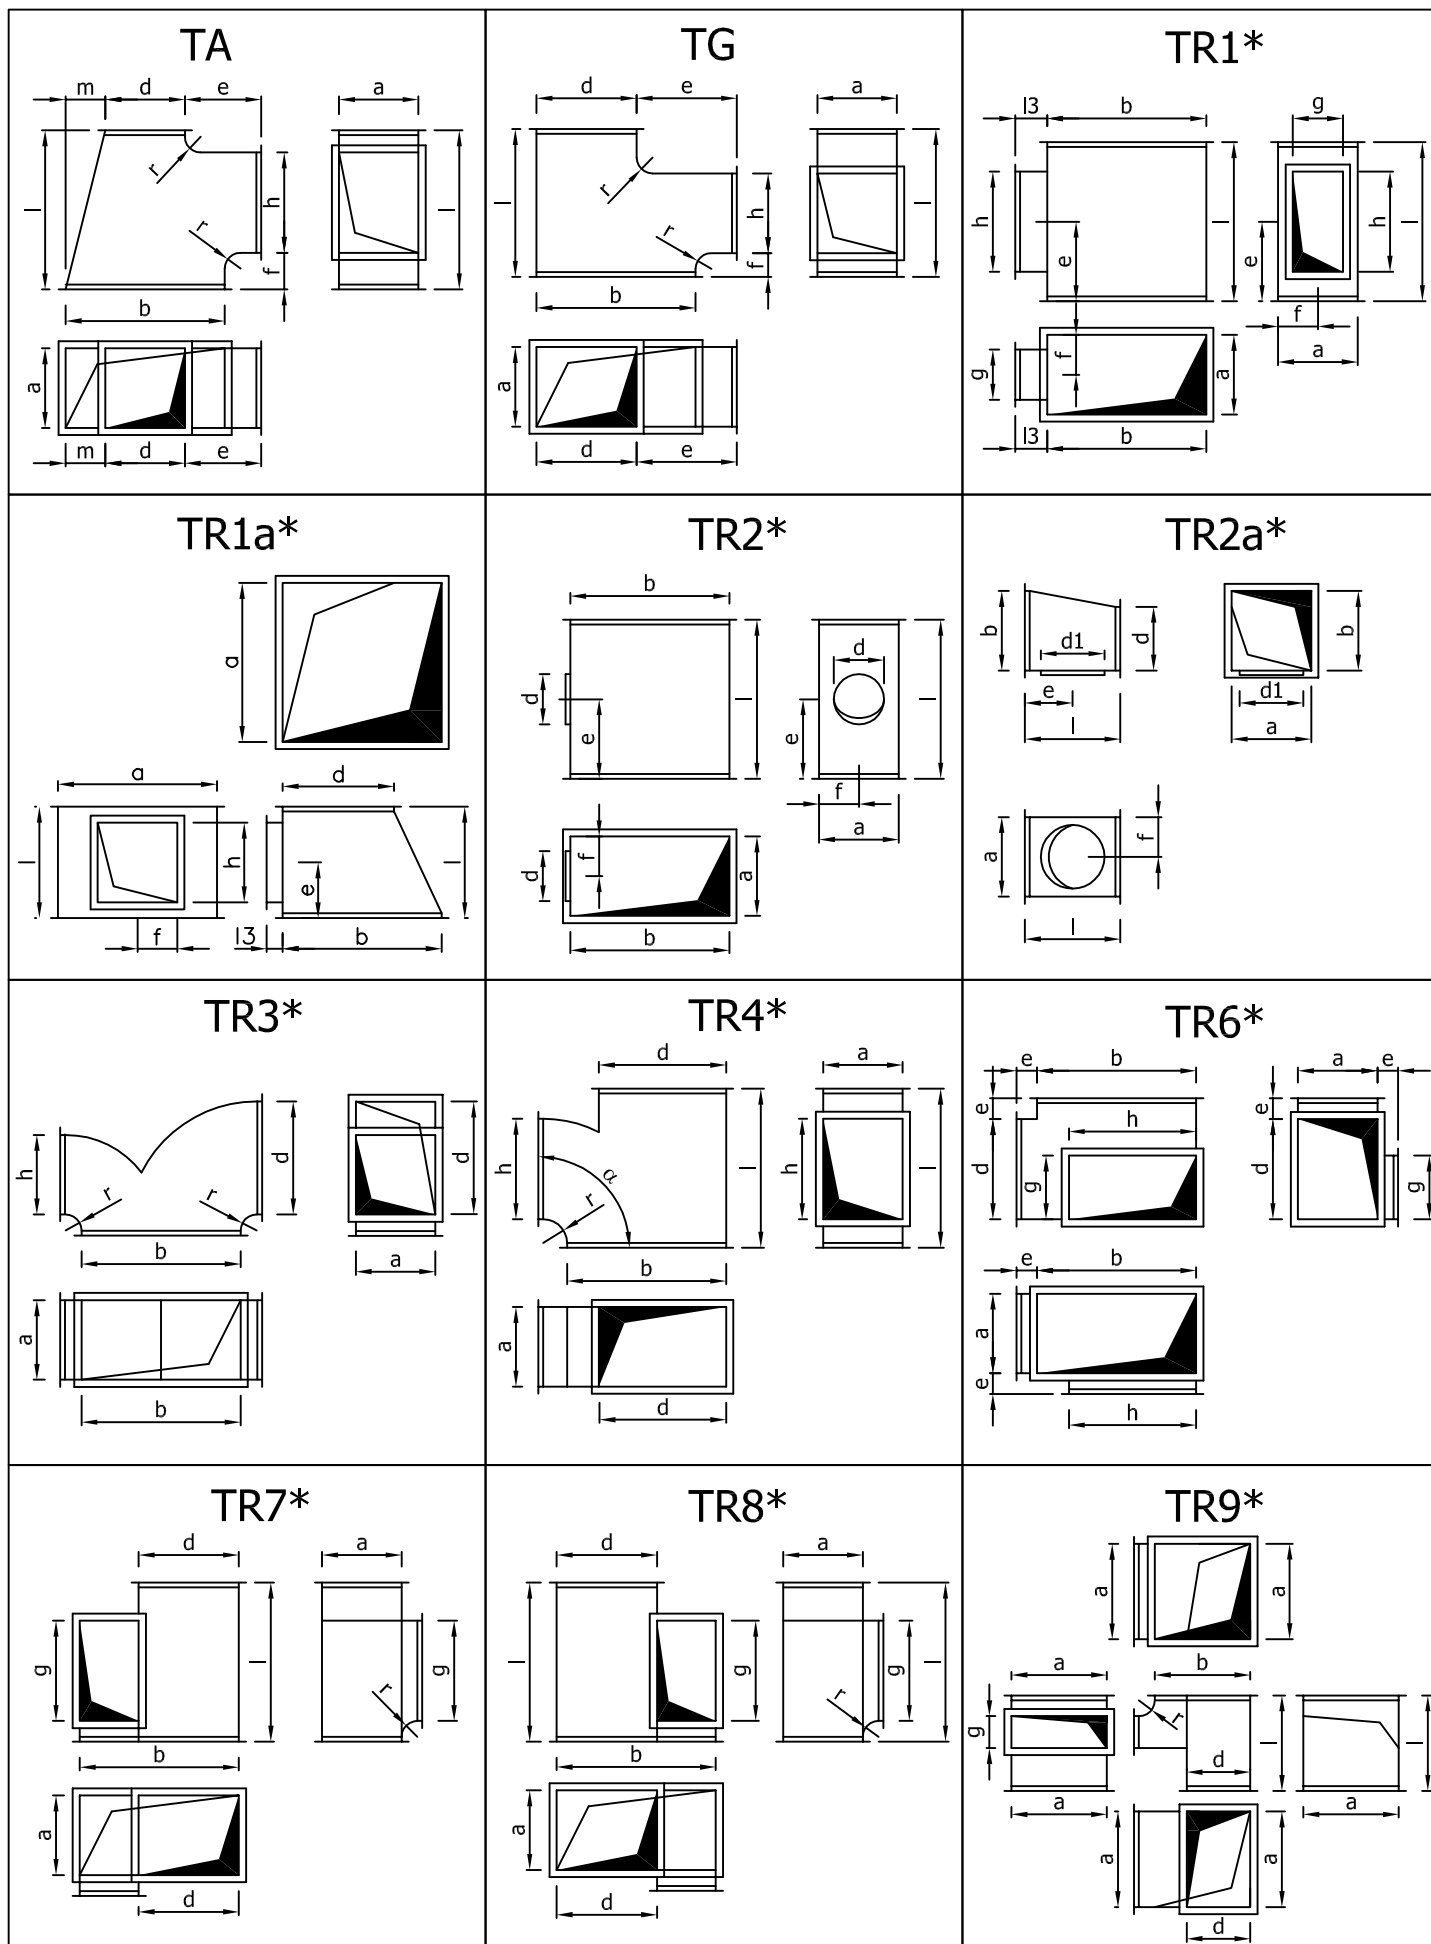 TA
m d e a
l r h l
r f
b
a
m d e
TG
d e a
l r h l
r f
b
a
d e
TR1*
l3 b g
h l h l
e e
f
a
g f a
l3 b
TR1a*
a
a d
l h l
e
f l3 b
TR2*
b
d l d l
e e
f
a
d f a
b
TR2a*
b d1 d b
e d1
l a
a f
l
TR3*
h d d
r r
b a
a
b
TR4*
d a
h α l h l
r
b
a
d
TR6*
e b a e
e e
h
d g d g
e b
a
e
h
TR7*
d a
g l g
r
b
a
d
TR8*
d a
l g g l
r
b
a
d
TR9*
a a
a b
g r l l
d
a a
a a
d